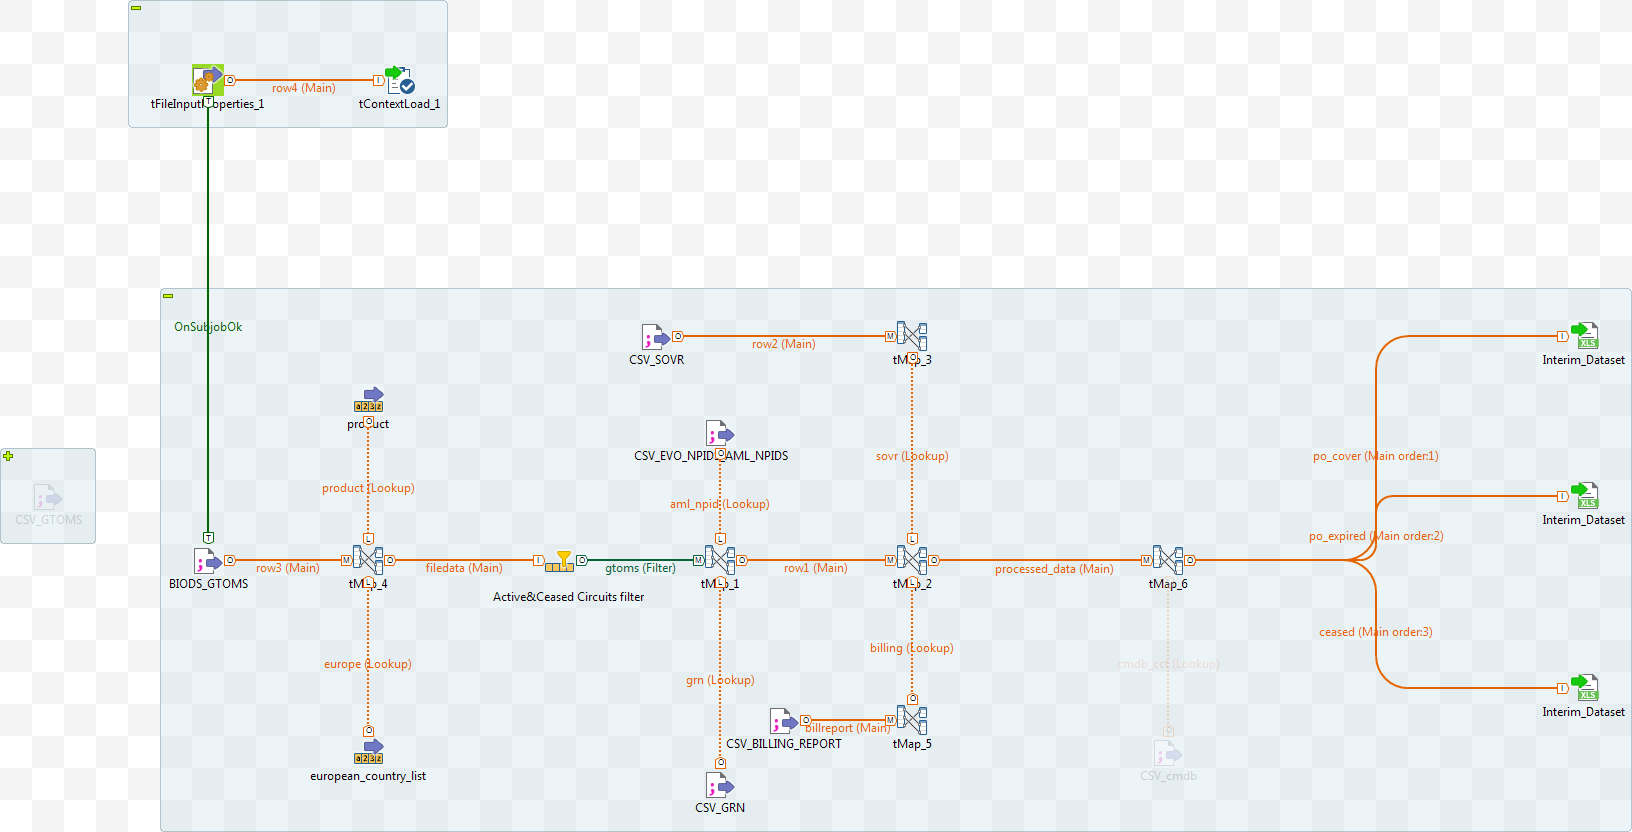 row4 (Main)
tFileInputProperties_1
tContextLoad_1
OnSubjobOk
CSV_SOVR
row2 (Main)
tMap_3
Interim_Dataset
product
CSV_EVO_NPIDS_AML_NPIDS
sovr (Lookup)
po_cover (Main order:1)
product (Lookup)
aml_npid (Lookup)
CSV_GTOMS
Interim_Dataset
po_expired (Main order:2)
BIODS_GTOMS
row3 (Main)
tMap_4
filedata (Main)
Active&Ceased Circuits filter
gtoms (Filter)
tMap_1
row1 (Main)
tMap_2
processed_data (Main)
tMap_6
ceased (Main order:3)
billing (Lookup)
europe (Lookup)
cmdb_cct (Lookup)
grn (Lookup)
Interim_Dataset
CSV_BILLING_REPORT
billreport (Main)
tMap_5
european_country_list
CSV_cmdb
CSV_GRN